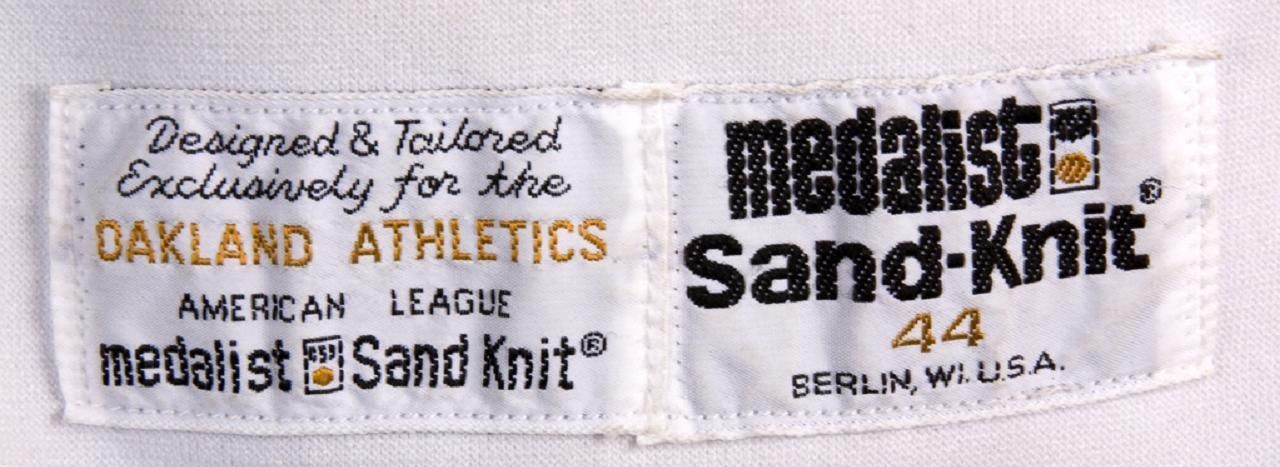 Designed & Tailored
Exclusively for the
OAKLAND ATHLETICS
AMERICAN LEAGUE
medalist Sand Knit®
medalist
Sand-Knit®
44
BERLIN, WI. U.S.A.